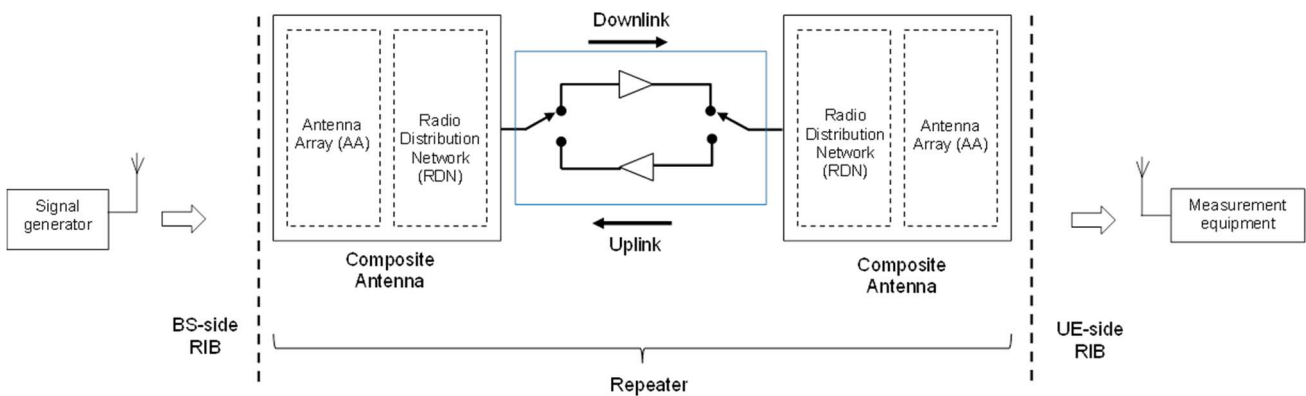 Downlink
Antenna
Array (AA)
Radio
Distribution
Network
(RDN)
Radio
Distribution
Network
(RDN)
Antenna
Array (AA)
Signal
generator
Measurement
equipment
Uplink
Composite
Antenna
Composite
Antenna
BS-side
RIB
UE-side
RIB
Repeater